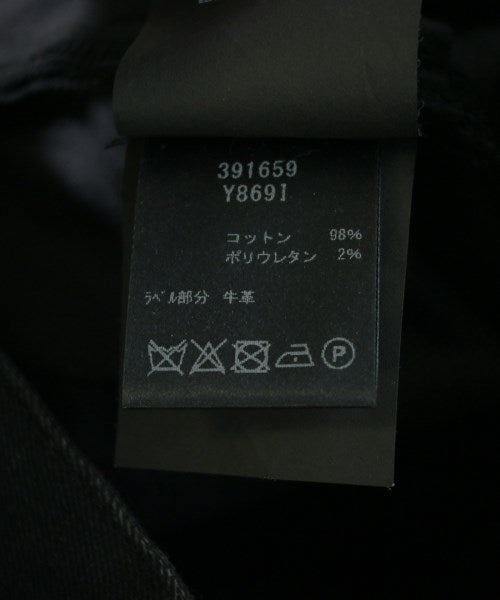 391659
Y869I
コットン 98%
ポリウレタン 2%
ﾗﾍﾞﾙ部分 牛革
P